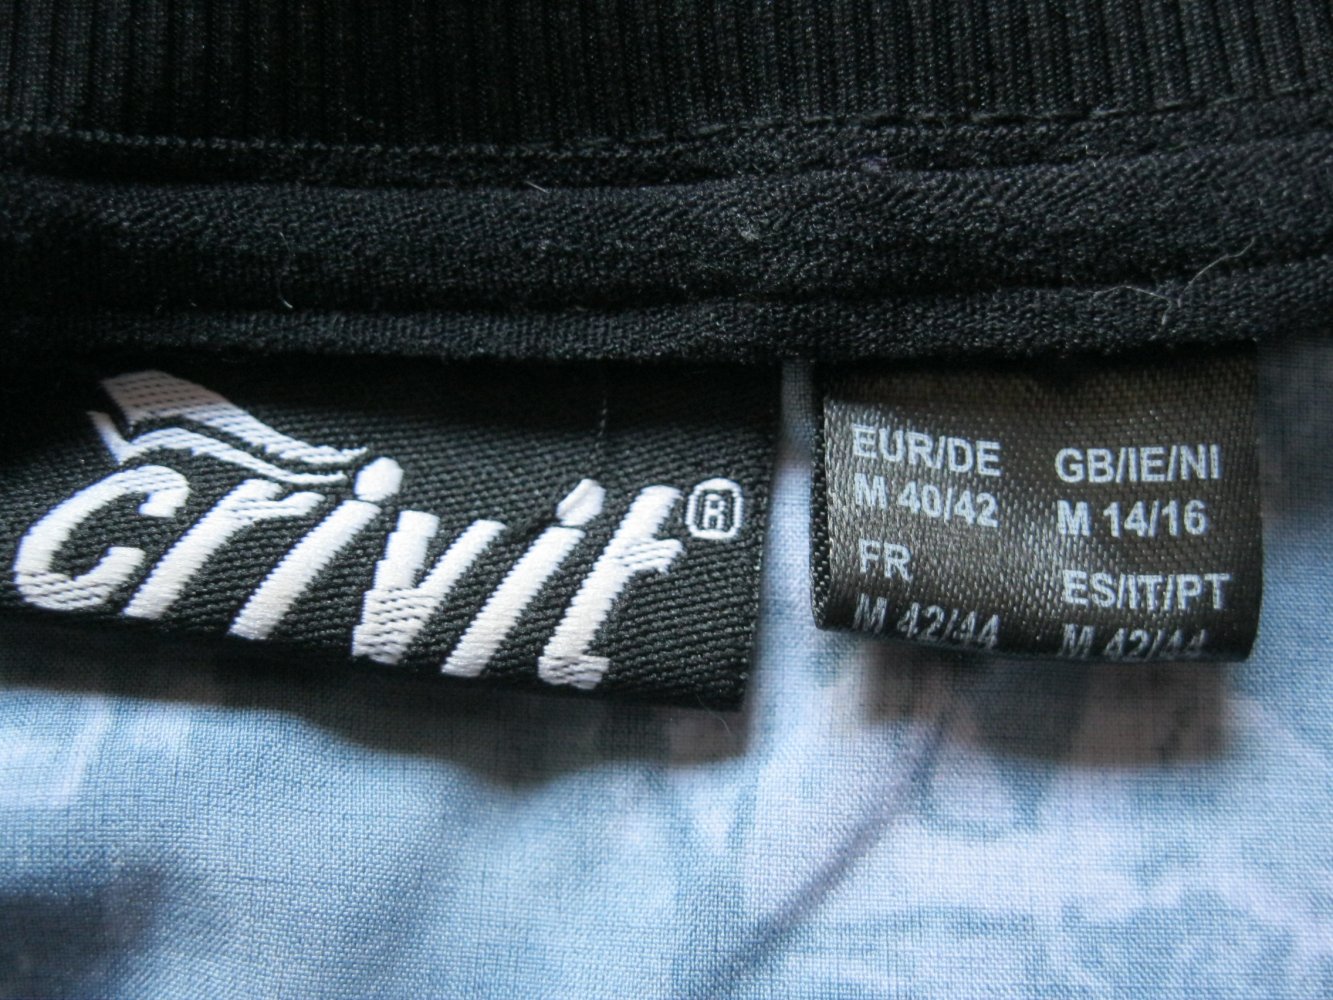 crivit®
EUR/DE
M 40/42
FR
M 42/44
GB/IE/NI
M 14/16
ES/IT/PT
M 42/44